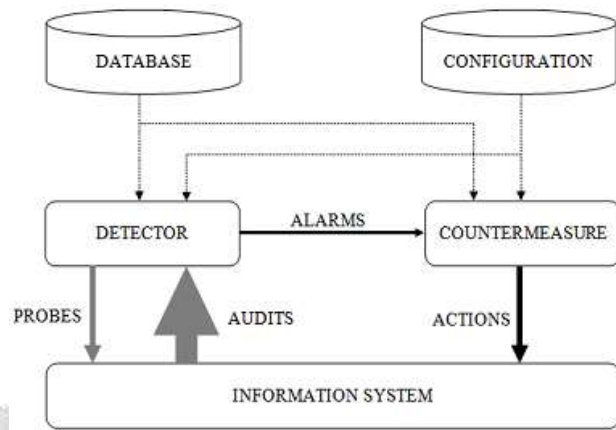 DATABASE
CONFIGURATION
DETECTOR
ALARMS
COUNTERMEASURE
PROBES
AUDITS
ACTIONS
INFORMATION SYSTEM